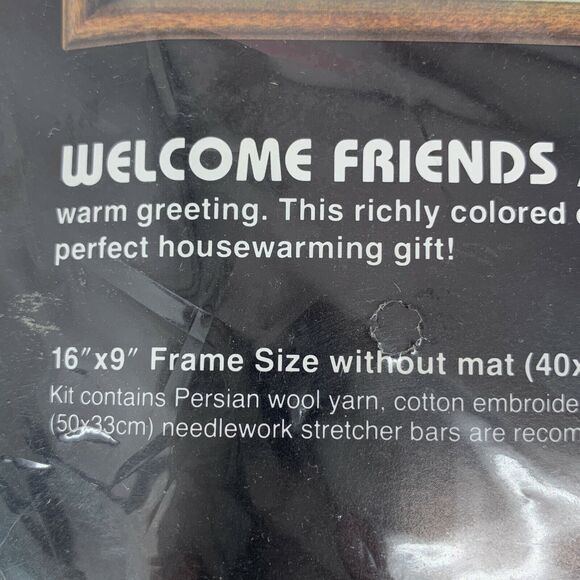 WELCOME FRIENDS
warm greeting. This richly colored
perfect housewarming gift!
16"x9" Frame Size without mat (40x
Kit contains Persian wool yarn, cotton embroide
(50x33cm) needlework stretcher bars are recom